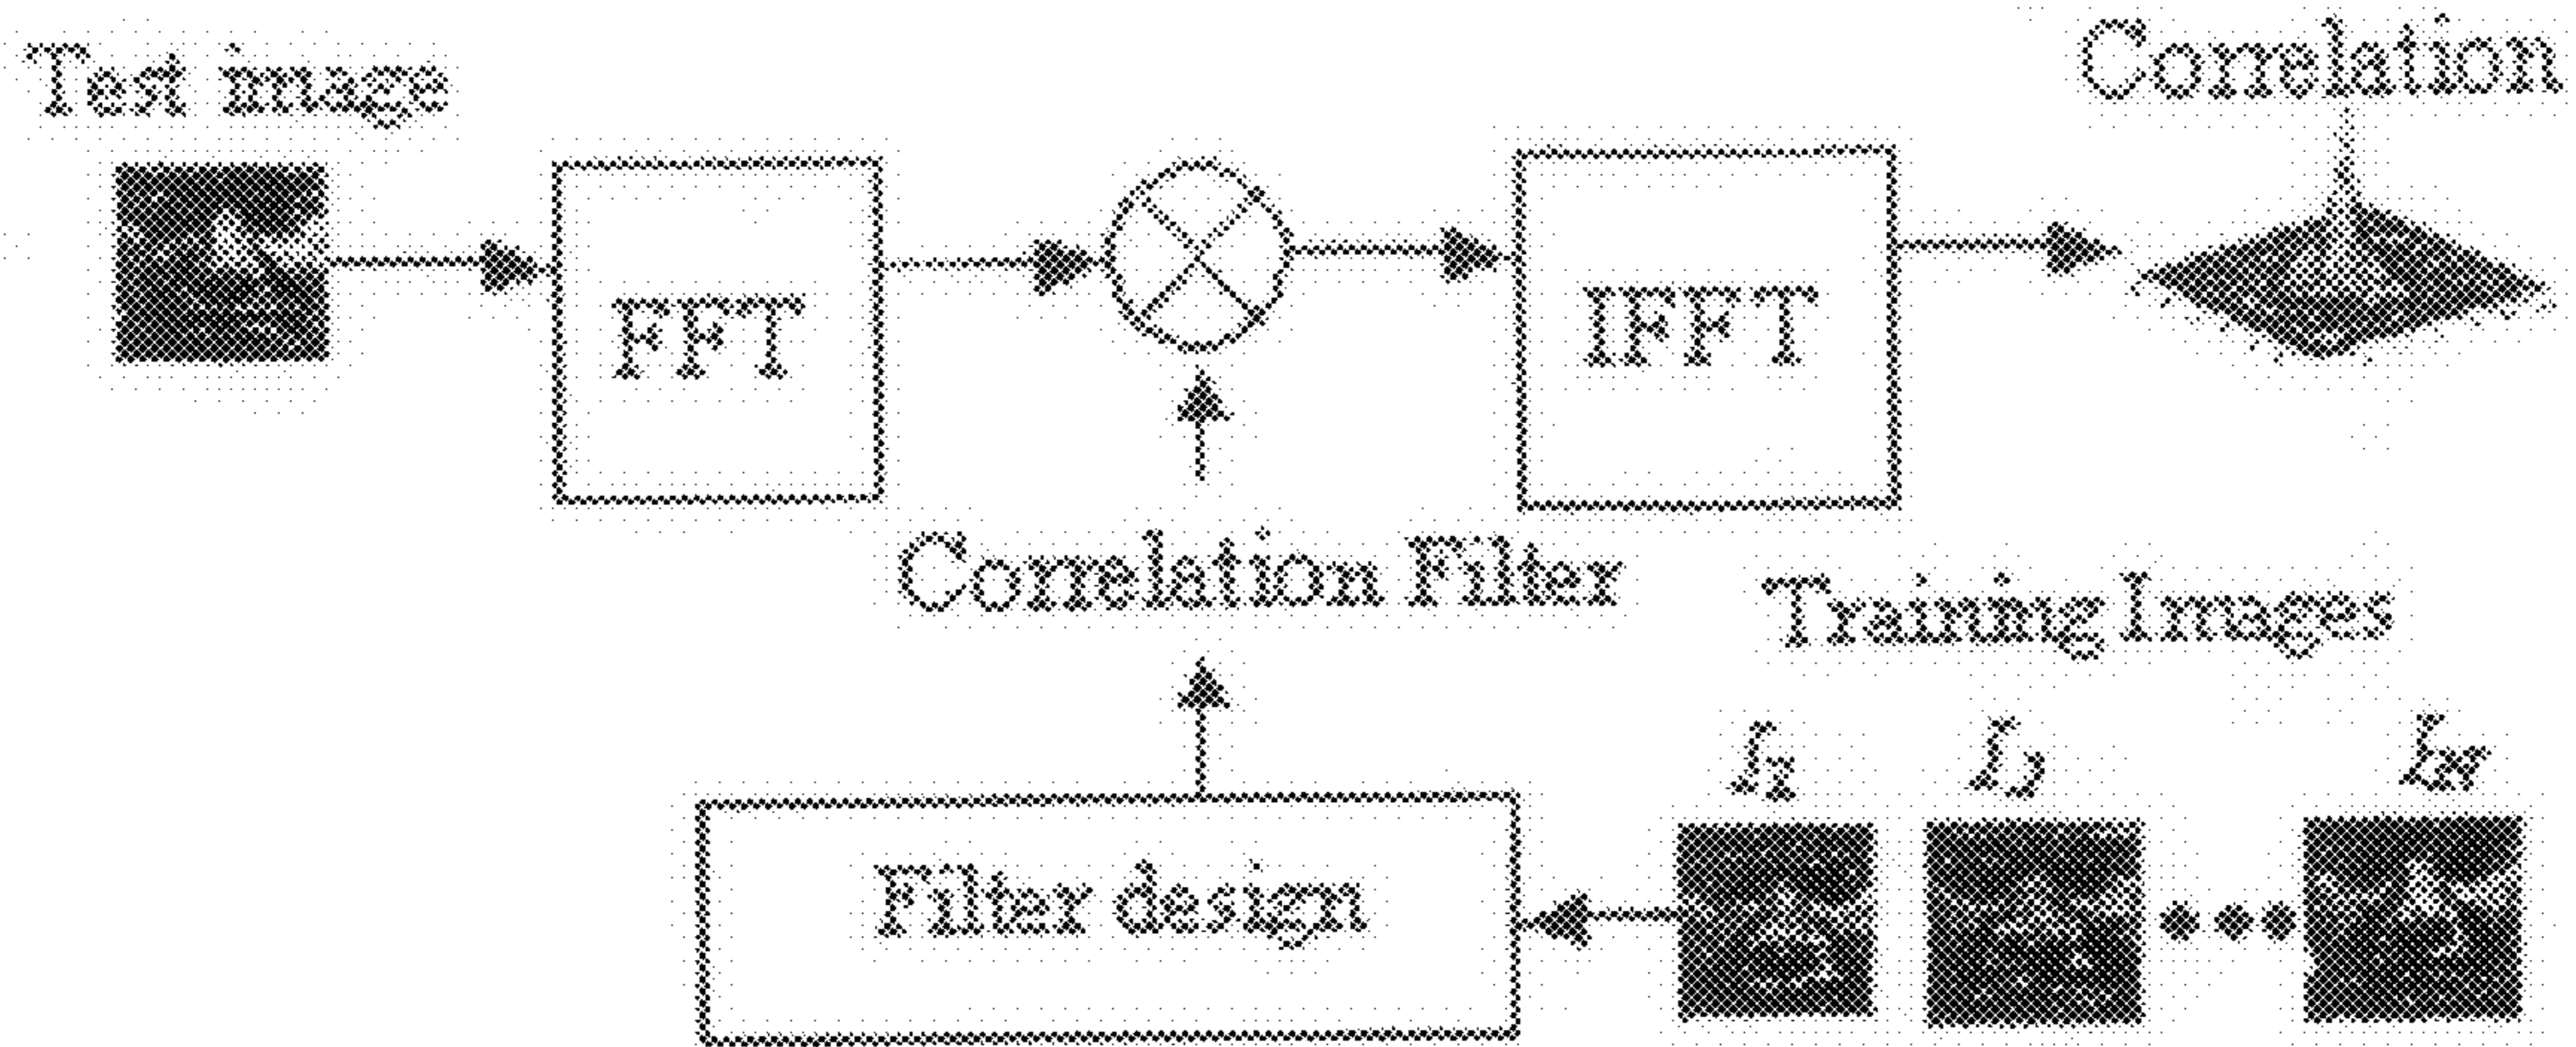 Test image
Correlation
FFT
IFFT
Correlation Filter
Training Images
Filter design